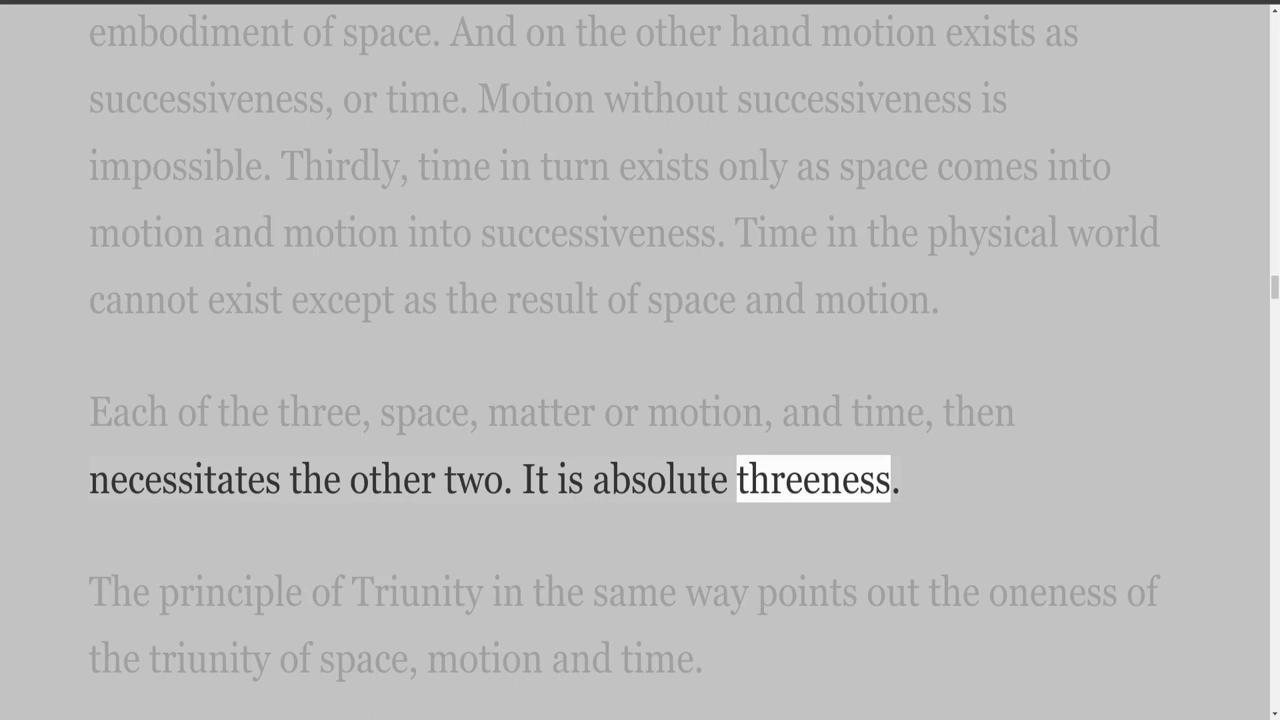 embodiment of space. And on the other hand motion exists as
successiveness, or time. Motion without successiveness is
impossible. Thirdly, time in turn exists only as space comes into
motion and motion into successiveness. Time in the physical world
cannot exist except as the result of space and motion.
Each of the three, space, matter or motion, and time, then
necessitates the other two. It is absolute threeness.
The principle of Triunity in the same way points out the oneness of
the triunity of space, motion and time.